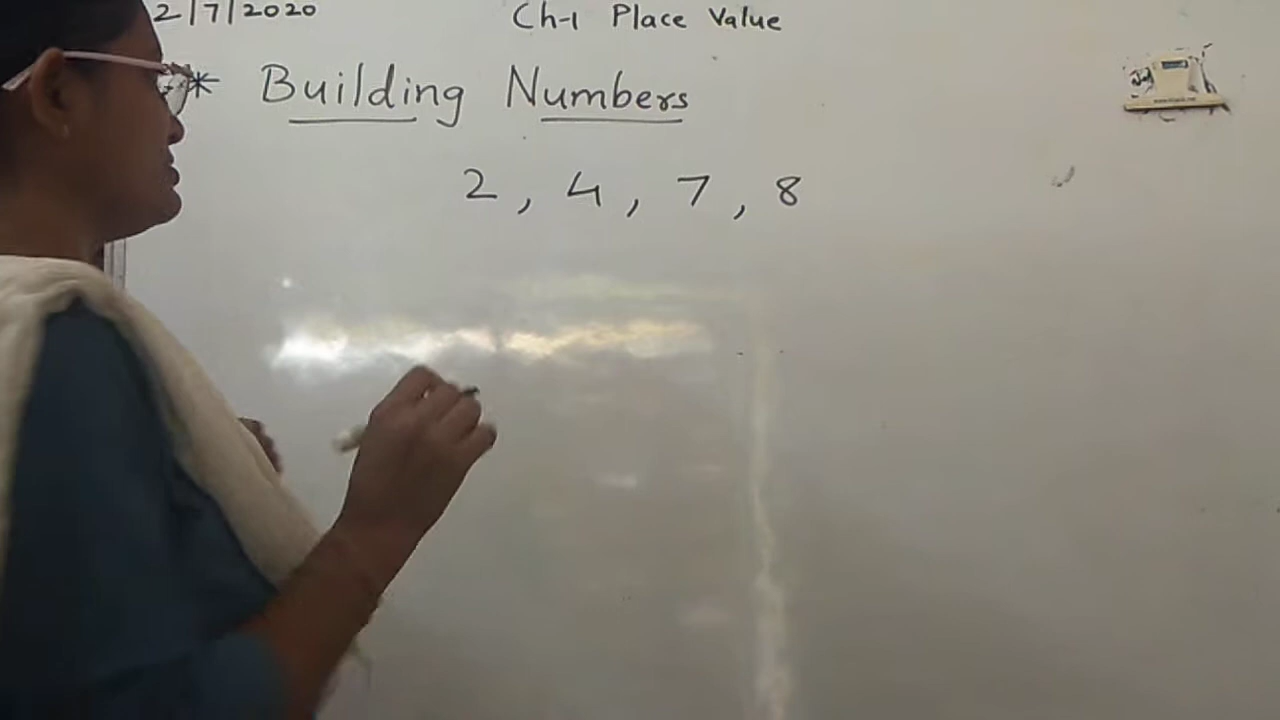 2/7/2020 Ch-1 Place Value
* Building Numbers
2, 4, 7, 8